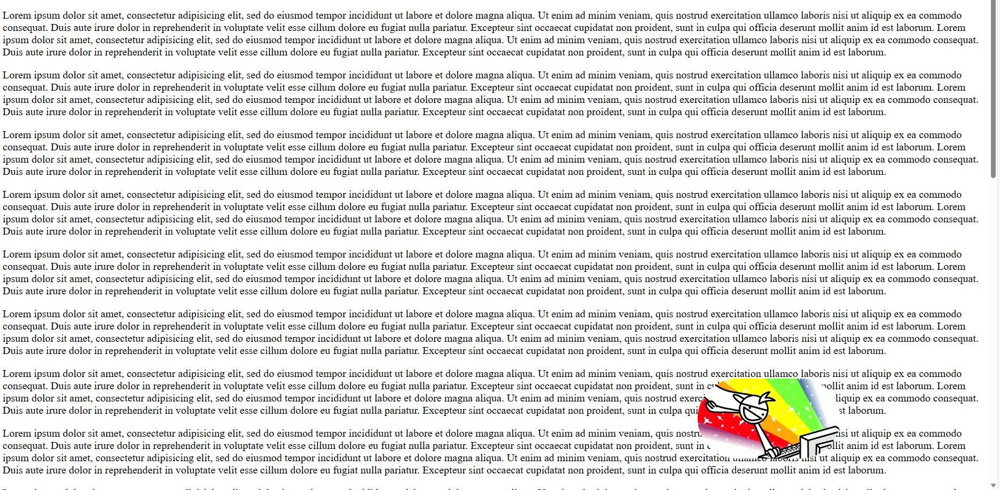 Lorem ipsum dolor sit amet, consectetur adipisicing elit, sed do eiusmod tempor incididunt ut labore et dolore magna aliqua. Ut enim ad minim veniam, quis nostrud exercitation ullamco laboris nisi ut aliquip ex ea commodo
consequat. Duis aute irure dolor in reprehenderit in voluptate velit esse cillum dolore eu fugiat nulla pariatur. Excepteur sint occaecat cupidatat non proident, sunt in culpa qui officia deserunt mollit anim id est laborum. Lorem
ipsum dolor sit amet, consectetur adipisicing elit, sed do eiusmod tempor incididunt ut labore et dolore magna aliqua. Ut enim ad minim veniam, quis nostrud exercitation ullamco laboris nisi ut aliquip ex ea commodo consequat.
Duis aute irure dolor in reprehenderit in voluptate velit esse cillum dolore eu fugiat nulla pariatur. Excepteur sint occaecat cupidatat non proident, sunt in culpa qui officia deserunt mollit anim id est laborum.
Lorem ipsum dolor sit amet, consectetur adipisicing elit, sed do eiusmod tempor incididunt ut labore et dolore magna aliqua. Ut enim ad minim veniam, quis nostrud exercitation ullamco laboris nisi ut aliquip ex ea commodo
consequat. Duis aute irure dolor in reprehenderit in voluptate velit esse cillum dolore eu fugiat nulla pariatur. Excepteur sint occaecat cupidatat non proident, sunt in culpa qui officia deserunt mollit anim id est laborum. Lorem
ipsum dolor sit amet, consectetur adipisicing elit, sed do eiusmod tempor incididunt ut labore et dolore magna aliqua. Ut enim ad minim veniam, quis nostrud exercitation ullamco laboris nisi ut aliquip ex ea commodo consequat.
Duis aute irure dolor in reprehenderit in voluptate velit esse cillum dolore eu fugiat nulla pariatur. Excepteur sint occaecat cupidatat non proident, sunt in culpa qui officia deserunt mollit anim id est laborum.
Lorem ipsum dolor sit amet, consectetur adipisicing elit, sed do eiusmod tempor incididunt ut labore et dolore magna aliqua. Ut enim ad minim veniam, quis nostrud exercitation ullamco laboris nisi ut aliquip ex ea commodo
consequat. Duis aute irure dolor in reprehenderit in voluptate velit esse cillum dolore eu fugiat nulla pariatur. Excepteur sint occaecat cupidatat non proident, sunt in culpa qui officia deserunt mollit anim id est laborum. Lorem
ipsum dolor sit amet, consectetur adipisicing elit, sed do eiusmod tempor incididunt ut labore et dolore magna aliqua. Ut enim ad minim veniam, quis nostrud exercitation ullamco laboris nisi ut aliquip ex ea commodo consequat.
Duis aute irure dolor in reprehenderit in voluptate velit esse cillum dolore eu fugiat nulla pariatur. Excepteur sint occaecat cupidatat non proident, sunt in culpa qui officia deserunt mollit anim id est laborum.
Lorem ipsum dolor sit amet, consectetur adipisicing elit, sed do eiusmod tempor incididunt ut labore et dolore magna aliqua. Ut enim ad minim veniam, quis nostrud exercitation ullamco laboris nisi ut aliquip ex ea commodo
consequat. Duis aute irure dolor in reprehenderit in voluptate velit esse cillum dolore eu fugiat nulla pariatur. Excepteur sint occaecat cupidatat non proident, sunt in culpa qui officia deserunt mollit anim id est laborum. Lorem
ipsum dolor sit amet, consectetur adipisicing elit, sed do eiusmod tempor incididunt ut labore et dolore magna aliqua. Ut enim ad minim veniam, quis nostrud exercitation ullamco laboris nisi ut aliquip ex ea commodo consequat.
Duis aute irure dolor in reprehenderit in voluptate velit esse cillum dolore eu fugiat nulla pariatur. Excepteur sint occaecat cupidatat non proident, sunt in culpa qui officia deserunt mollit anim id est laborum.
Lorem ipsum dolor sit amet, consectetur adipisicing elit, sed do eiusmod tempor incididunt ut labore et dolore magna aliqua. Ut enim ad minim veniam, quis nostrud exercitation ullamco laboris nisi ut aliquip ex ea commodo
consequat. Duis aute irure dolor in reprehenderit in voluptate velit esse cillum dolore eu fugiat nulla pariatur. Excepteur sint occaecat cupidatat non proident, sunt in culpa qui officia deserunt mollit anim id est laborum. Lorem
ipsum dolor sit amet, consectetur adipisicing elit, sed do eiusmod tempor incididunt ut labore et dolore magna aliqua. Ut enim ad minim veniam, quis nostrud exercitation ullamco laboris nisi ut aliquip ex ea commodo consequat.
Duis aute irure dolor in reprehenderit in voluptate velit esse cillum dolore eu fugiat nulla pariatur. Excepteur sint occaecat cupidatat non proident, sunt in culpa qui officia deserunt mollit anim id est laborum.
Lorem ipsum dolor sit amet, consectetur adipisicing elit, sed do eiusmod tempor incididunt ut labore et dolore magna aliqua. Ut enim ad minim veniam, quis nostrud exercitation ullamco laboris nisi ut aliquip ex ea commodo
consequat. Duis aute irure dolor in reprehenderit in voluptate velit esse cillum dolore eu fugiat nulla pariatur. Excepteur sint occaecat cupidatat non proident, sunt in culpa qui officia deserunt mollit anim id est laborum. Lorem
ipsum dolor sit amet, consectetur adipisicing elit, sed do eiusmod tempor incididunt ut labore et dolore magna aliqua. Ut enim ad minim veniam, quis nostrud exercitation ullamco laboris nisi ut aliquip ex ea commodo consequat.
Duis aute irure dolor in reprehenderit in voluptate velit esse cillum dolore eu fugiat nulla pariatur. Excepteur sint occaecat cupidatat non proident, sunt in culpa qui officia deserunt mollit anim id est laborum.
Lorem ipsum dolor sit amet, consectetur adipisicing elit, sed do eiusmod tempor incididunt ut labore et dolore magna aliqua. Ut enim ad minim veniam, quis nostrud exercitation ullamco laboris nisi ut aliquip ex ea commodo
consequat. Duis aute irure dolor in reprehenderit in voluptate velit esse cillum dolore eu fugiat nulla pariatur. Excepteur sint occaecat cupidatat non proident, sunt in anim id est laborum. Lorem
ipsum dolor sit amet, consectetur adipisicing elit, sed do eiusmod tempor incididunt ut labore et dolore magna aliqua. Ut enim ad minim veniam, quis nostrud ex ea commodo consequat.
Duis aute irure dolor in reprehenderit in voluptate velit esse cillum dolore eu fugiat nulla pariatur. Excepteur sint occaecat cupidatat non proident, sunt in culpa qui laborum.
Lorem ipsum dolor sit amet, consectetur adipisicing elit, sed do eiusmod tempor incididunt ut labore et dolore magna aliqua. Ut enim ad minim veniam, quis ut aliquip ex ea commodo
consequat. Duis aute irure dolor in reprehenderit in voluptate velit esse cillum dolore eu fugiat nulla pariatur. Excepteur sint occaecat cupidatat non proident, sunt in anim id est laborum. Lorem
ipsum dolor sit amet, consectetur adipisicing elit, sed do eiusmod tempor incididunt ut labore et dolore magna aliqua. Ut enim ad minim veniam, quis nostrud exercitation ut aliquip ex ea commodo consequat.
Duis aute irure dolor in reprehenderit in voluptate velit esse cillum dolore eu fugiat nulla pariatur. Excepteur sint occaecat cupidatat non proident, sunt in culpa qui officia deserunt mollit anim id est laborum.